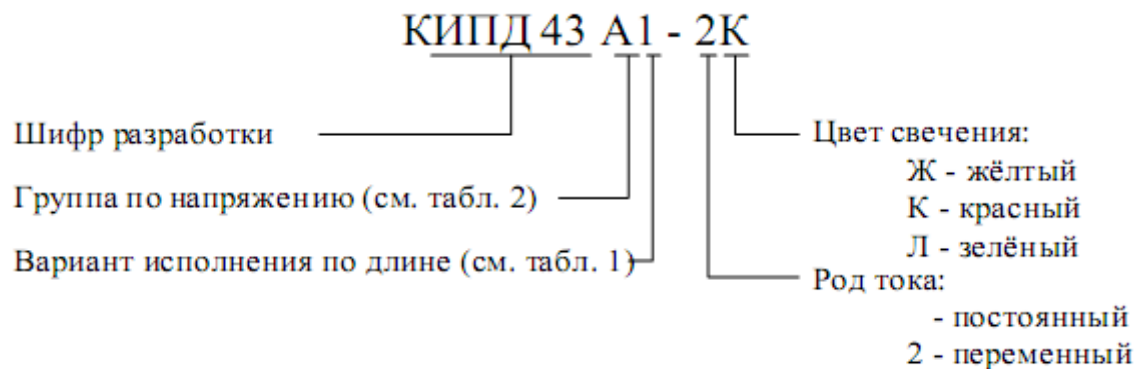 КИПД 43 А1 - 2К
Шифр разработки
Группа по напряжению (см. табл. 2)
Вариант исполнения по длине (см. табл. 1)
Цвет свечения:
Ж - жёлтый
К - красный
Л - зелёный
Род тока:
- постоянный
2 - переменный